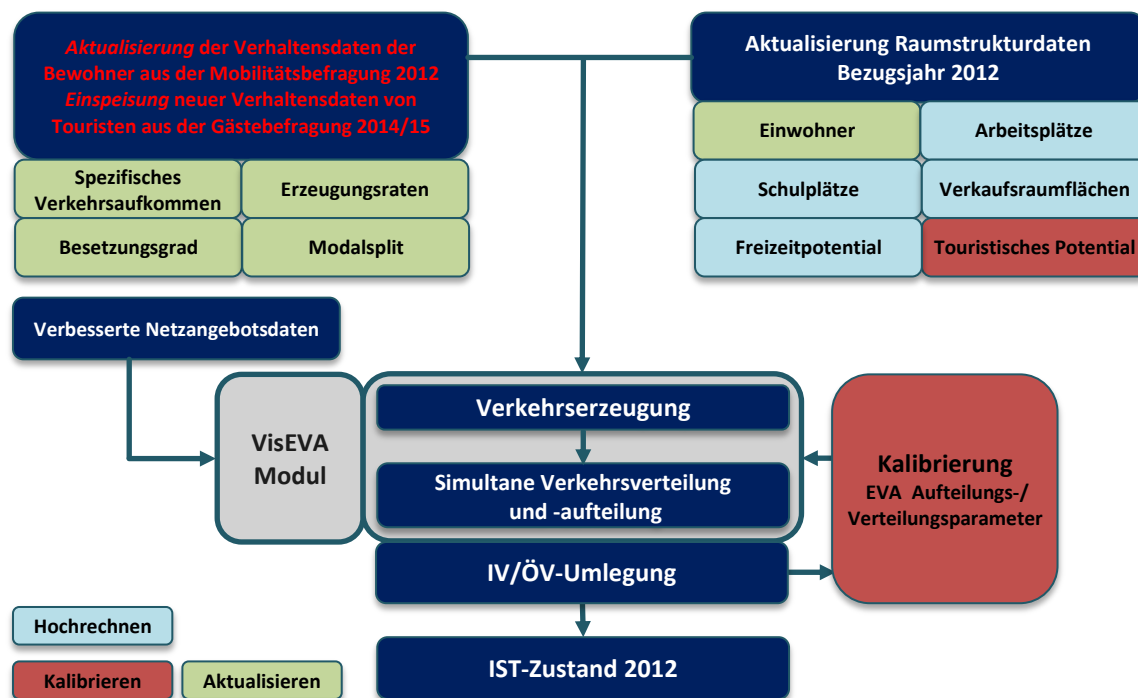 Aktualisierung der Verhaltensdaten der
Bewohner aus der Mobilitätsbefragung 2012
Einspeisung neuer Verhaltensdaten von
Touristen aus der Gästebefragung 2014/15
Spezifisches
Verkehrsaufkommen
Erzeugungsraten
Besetzungsgrad
Modalsplit
Aktualisierung Raumstrukturdaten
Bezugsjahr 2012
Einwohner
Arbeitsplätze
Schulplätze
Verkaufsraumflächen
Freizeitpotential
Touristisches Potential
Verbesserte Netzangebotsdaten
VisEVA
Modul
Verkehrserzeugung
Simultane Verkehrsverteilung
und -aufteilung
Kalibrierung
EVA Aufteilungs-/
Verteilungsparameter
IV/ÖV-Umlegung
IST-Zustand 2012
Hochrechnen
Kalibrieren
Aktualisieren